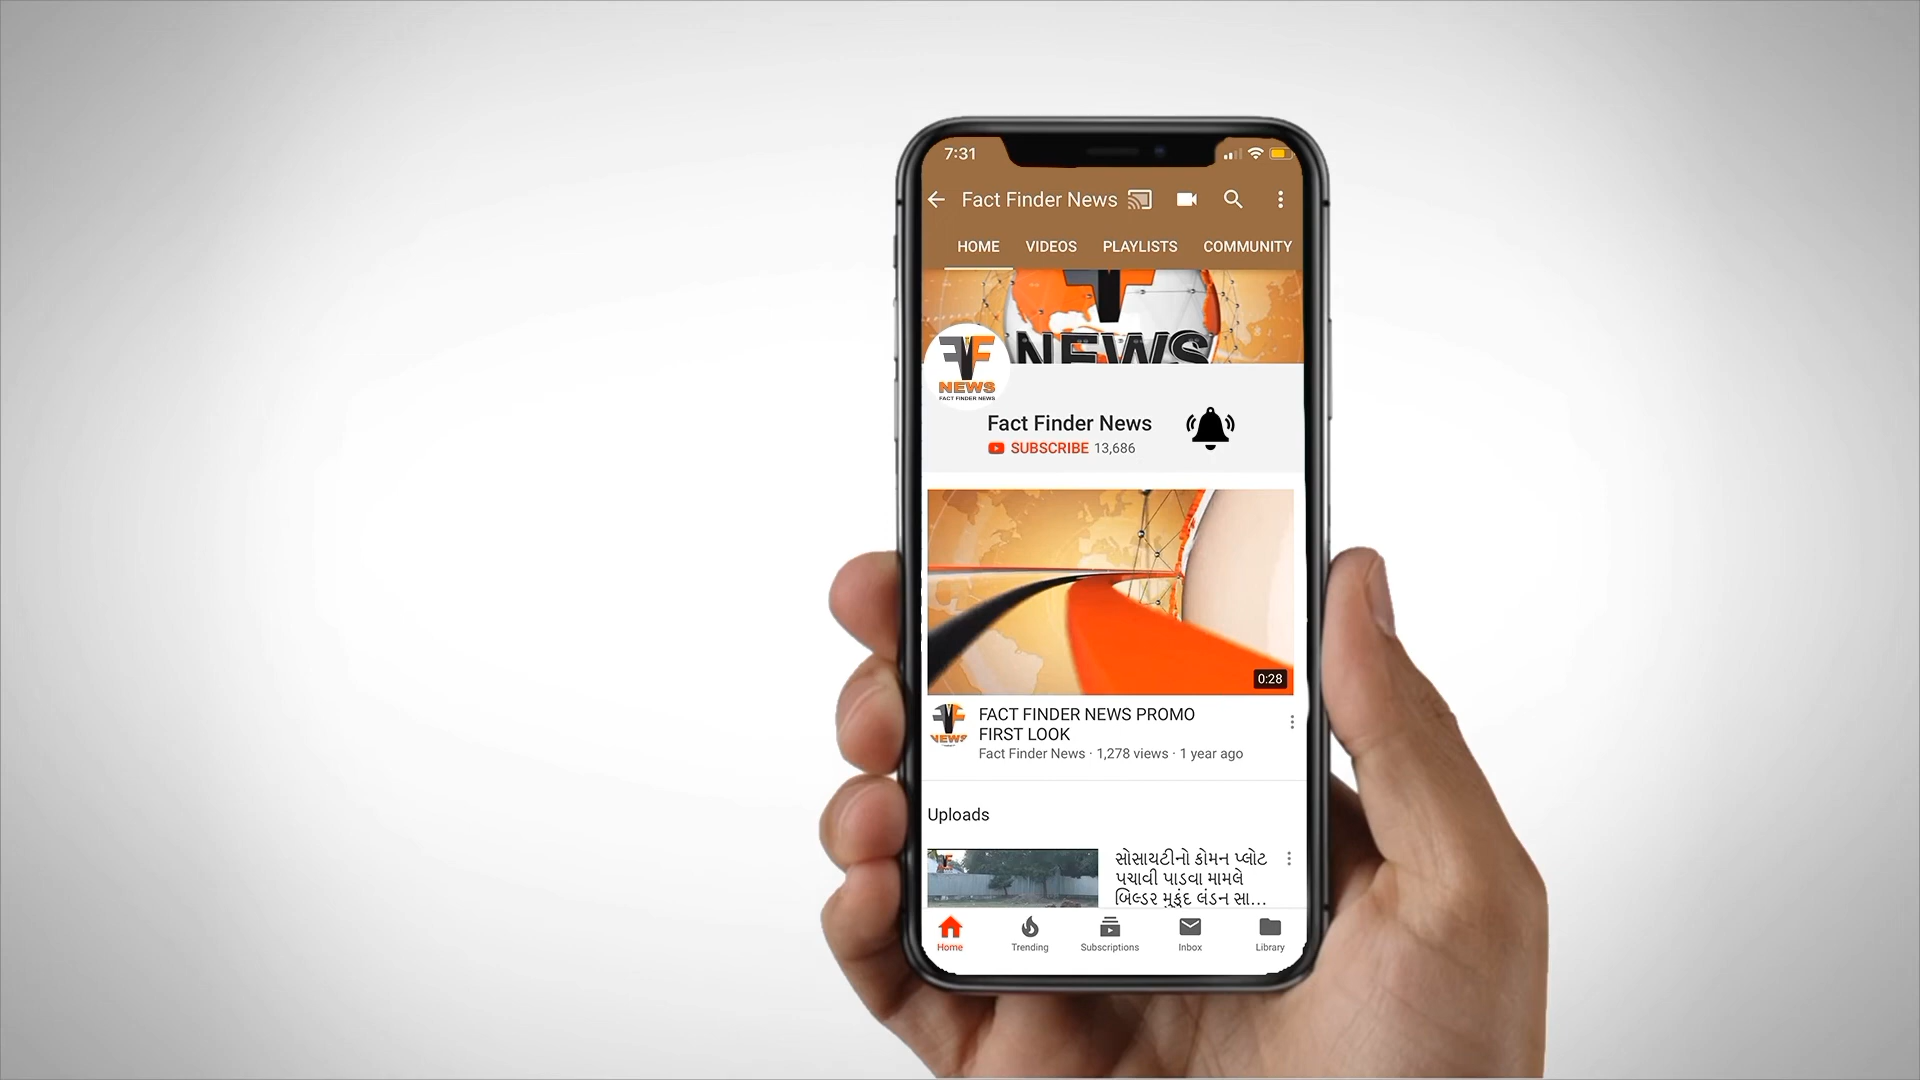 7:31
Fact Finder News
HOME VIDEOS PLAYLISTS COMMUNITY
NEWS
NEWS
FACT FINDER NEWS
Fact Finder News
SUBSCRIBE 13,686
0:28
FACT FINDER NEWS PROMO
FIRST LOOK
NEWS
Fact Finder News · 1,278 views · 1 year ago
Uploads
સોસાયટીનો કોમન પ્લોટ
પચાવી પાડવા મામલે
બિલ્ડર મુકુંદ લંડન સા...
Home Trending Subscriptions Inbox Library